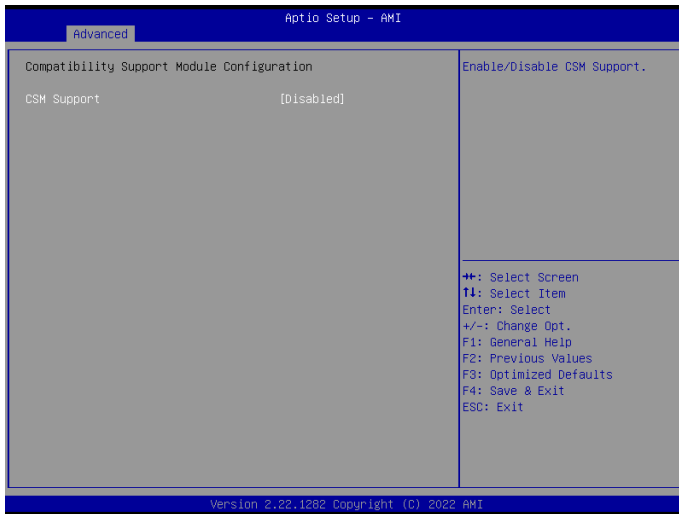 Aptio Setup – AMI
Advanced
Compatibility Support Module Configuration
CSM Support [Disabled]
Enable/Disable CSM Support.
→←: Select Screen
↑↓: Select Item
Enter: Select
+/-: Change Opt.
F1: General Help
F2: Previous Values
F3: Optimized Defaults
F4: Save & Exit
ESC: Exit
Version 2.22.1282 Copyright (C) 2022 AMI